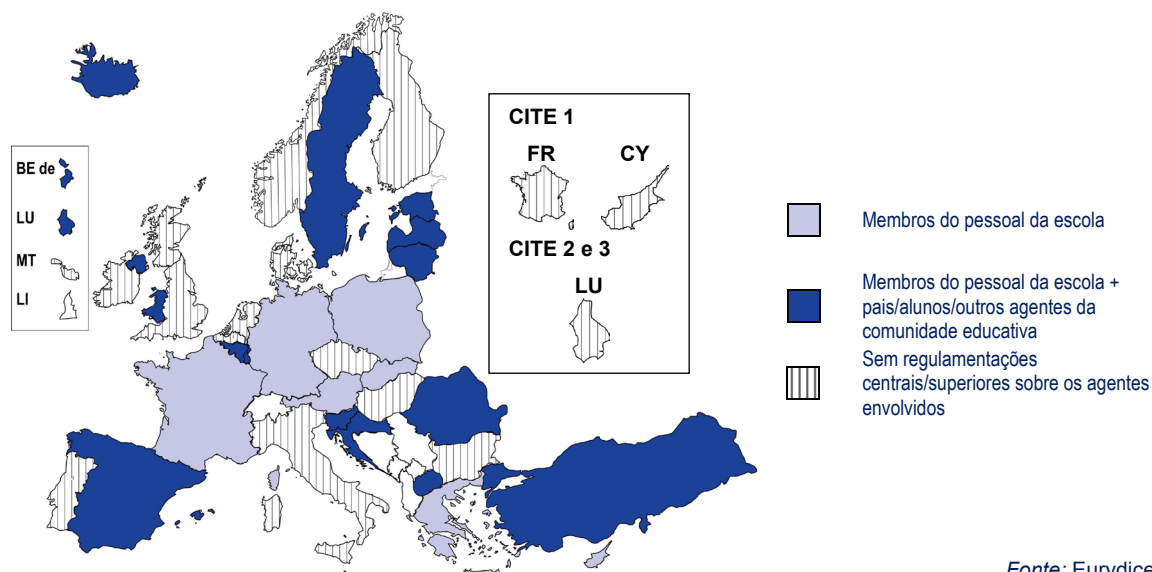 BE de
LU
MT
LI
CITE 1
FR CY
CITE 2 e 3
LU
Membros do pessoal da escola
Membros do pessoal da escola +
pais/alunos/outros agentes da
comunidade educativa
Sem regulamentações
centrais/superiores sobre os agentes
envolvidos
Fonte: Eurydice